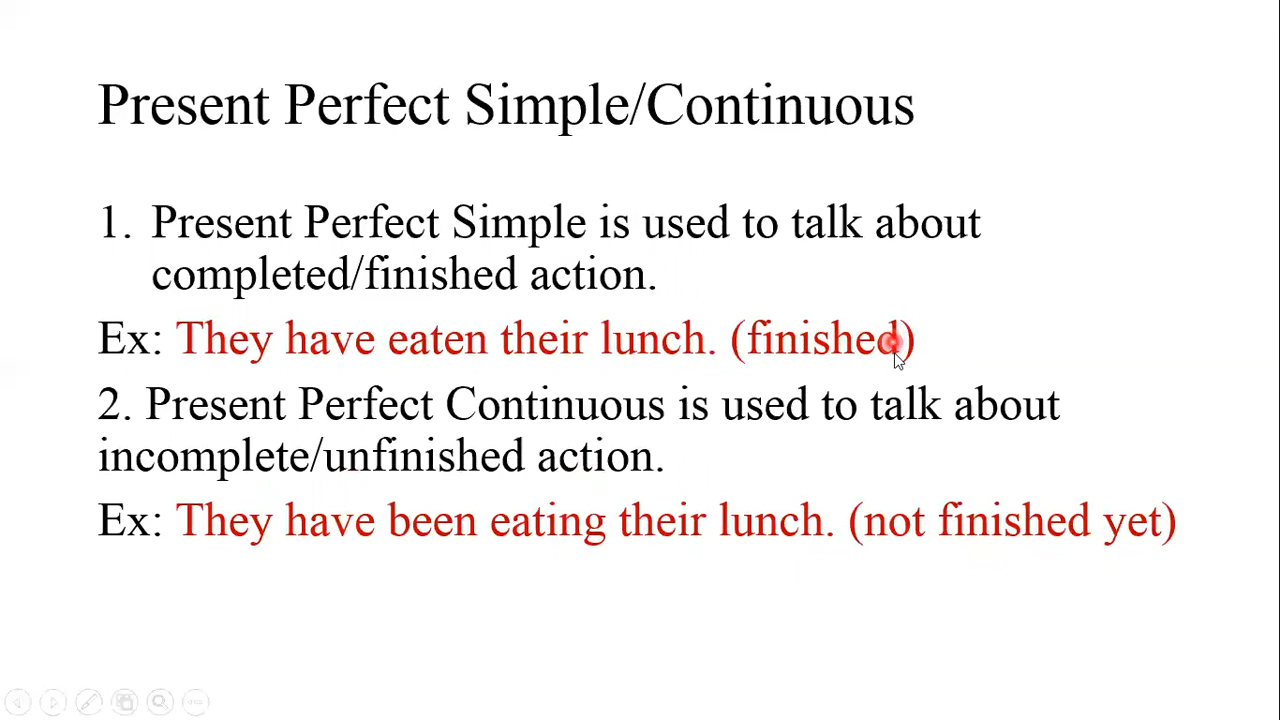 Present Perfect Simple/Continuous
1. Present Perfect Simple is used to talk about
completed/finished action.
Ex: They have eaten their lunch. (finished)
2. Present Perfect Continuous is used to talk about
incomplete/unfinished action.
Ex: They have been eating their lunch. (not finished yet)